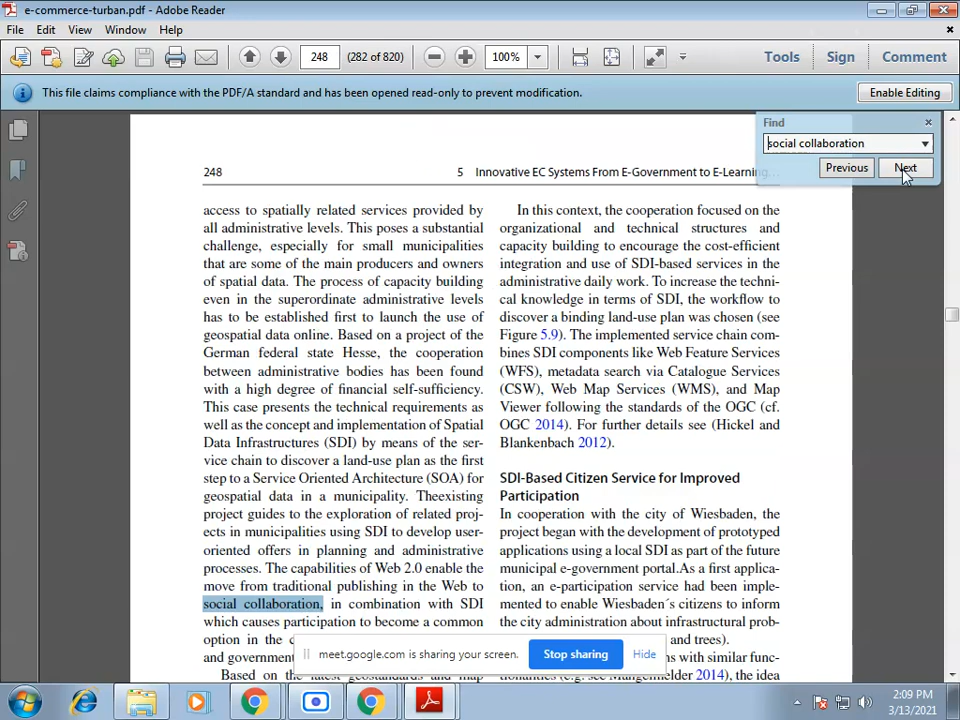 e-commerce-turban.pdf - Adobe Reader
File Edit View Window Help
248 (282 of 820) 100% Tools Sign Comment
This file claims compliance with the PDF/A standard and has been opened read-only to prevent modification. Enable Editing
Find
social collaboration
Previous Next
248 5 Innovative EC Systems From E-Government to E-Learning…
access to spatially related services provided by
all administrative levels. This poses a substantial
challenge, especially for small municipalities
that are some of the main producers and owners
of spatial data. The process of capacity building
even in the superordinate administrative levels
has to be established first to launch the use of
geospatial data online. Based on a project of the
German federal state Hesse, the cooperation
between administrative bodies has been found
with a high degree of financial self-sufficiency.
This case presents the technical requirements as
well as the concept and implementation of Spatial
Data Infrastructures (SDI) by means of the ser-
vice chain to discover a land-use plan as the first
step to a Service Oriented Architecture (SOA) for
geospatial data in a municipality. Theexisting
project guides to the exploration of related proj-
ects in municipalities using SDI to develop user-
oriented offers in planning and administrative
processes. The capabilities of Web 2.0 enable the
move from traditional publishing in the Web to
social collaboration, in combination with SDI
which causes participation to become a common
option in the
and government
Based on the latest geostandards and map
In this context, the cooperation focused on the
organizational and technical structures and
capacity building to encourage the cost-efficient
integration and use of SDI-based services in the
administrative daily work. To increase the techni-
cal knowledge in terms of SDI, the workflow to
discover a binding land-use plan was chosen (see
Figure 5.9). The implemented service chain com-
bines SDI components like Web Feature Services
(WFS), metadata search via Catalogue Services
(CSW), Web Map Services (WMS), and Map
Viewer following the standards of the OGC (cf.
OGC 2014). For further details see (Hickel and
Blankenbach 2012).
SDI-Based Citizen Service for Improved
Participation
In cooperation with the city of Wiesbaden, the
project began with the development of prototyped
applications using a local SDI as part of the future
municipal e-government portal.As a first applica-
tion, an e-participation service had been imple-
mented to enable Wiesbaden´s citizens to inform
the city administration about infrastructural prob-
and trees).
with similar func-
tionalities (e.g. see Mangelmelder 2014), the idea
meet.google.com is sharing your screen. Stop sharing Hide
2:09 PM
3/13/2021